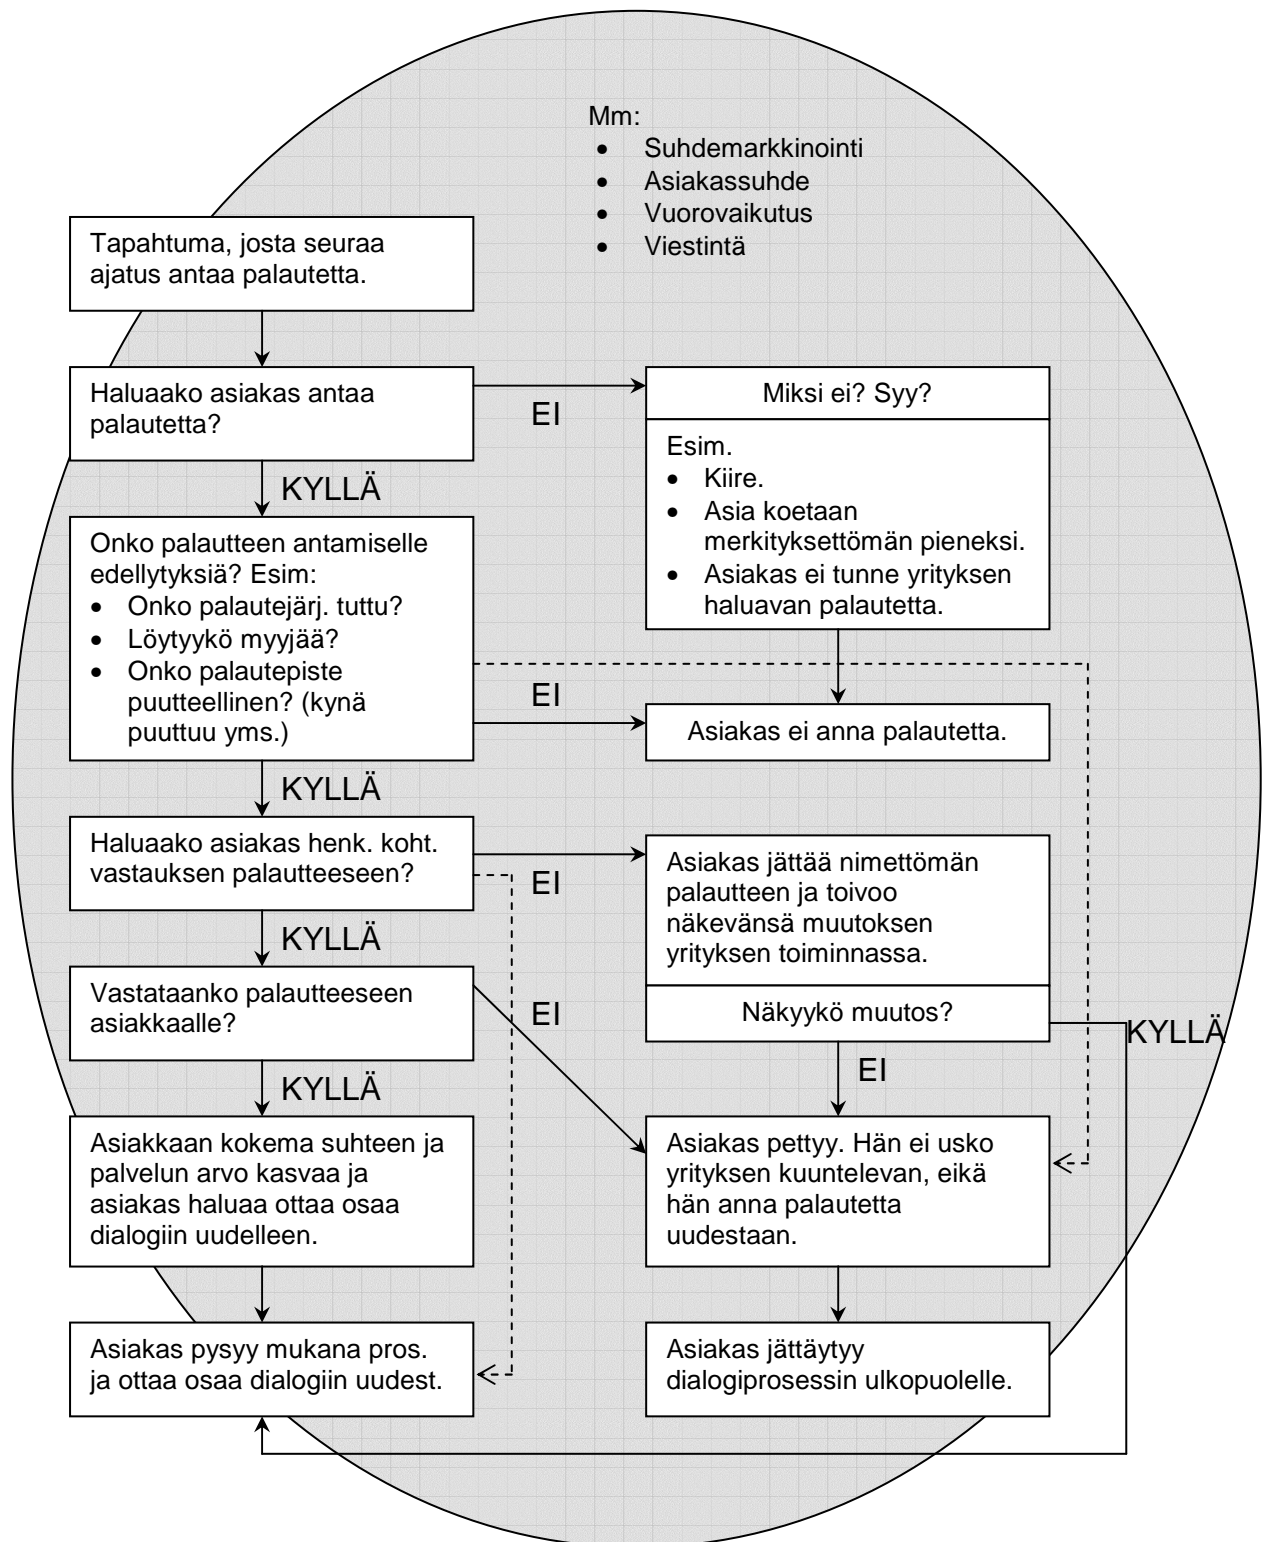 Mm:
• Suhdemarkkinointi
• Asiakassuhde
• Vuorovaikutus
• Viestintä
Tapahtuma, josta seuraa
ajatus antaa palautetta.
Haluaako asiakas antaa
palautetta?
EI
Miksi ei? Syy?
Esim.
• Kiire.
• Asia koetaan
merkityksettömän pieneksi.
• Asiakas ei tunne yrityksen
haluavan palautetta.
KYLLÄ
Onko palautteen antamiselle
edellytyksiä? Esim:
• Onko palautejärj. tuttu?
• Löytyykö myyjää?
• Onko palautepiste
puutteellinen? (kynä
puuttuu yms.)
EI
Asiakas ei anna palautetta.
KYLLÄ
Haluaako asiakas henk. koht.
vastauksen palautteeseen?
EI
Asiakas jättää nimettömän
palautteen ja toivoo
näkevänsä muutoksen
yrityksen toiminnassa.
Näkyykö muutos?
KYLLÄ
EI
KYLLÄ
Vastataanko palautteeseen
asiakkaalle?
EI
KYLLÄ
Asiakkaan kokema suhteen ja
palvelun arvo kasvaa ja
asiakas haluaa ottaa osaa
dialogiin uudelleen.
Asiakas pettyy. Hän ei usko
yrityksen kuuntelevan, eikä
hän anna palautetta
uudestaan.
Asiakas pysyy mukana pros.
ja ottaa osaa dialogiin uudest.
Asiakas jättäytyy
dialogiprosessin ulkopuolelle.